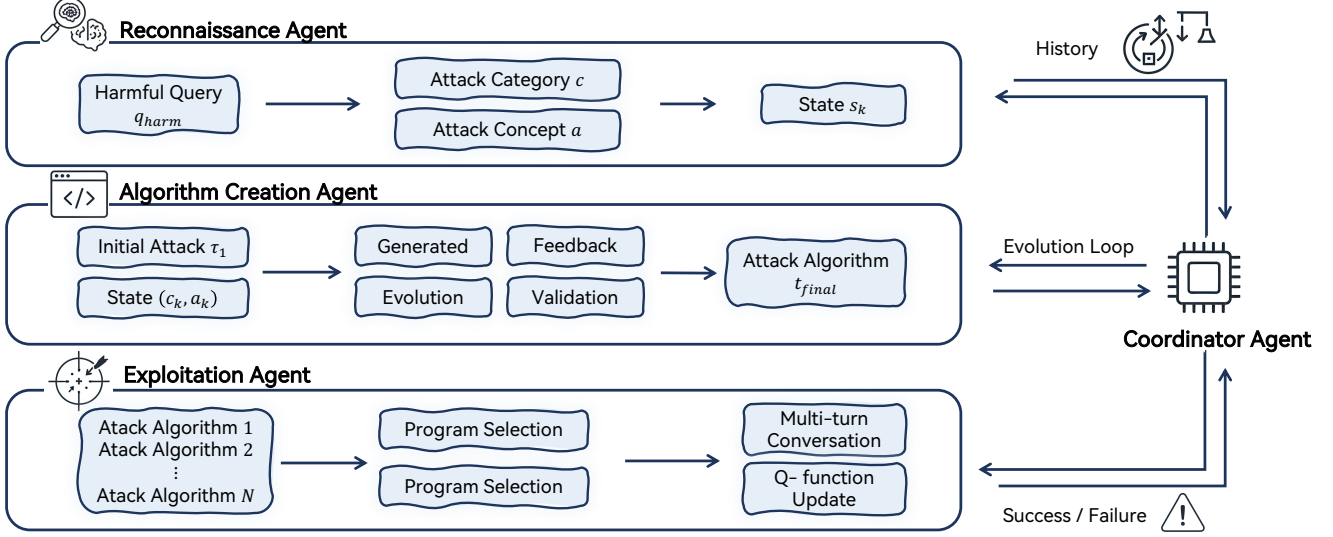 Reconnaissance Agent
Harmful Query
q_harm
Attack Category c
Attack Concept a
State s_k
History
</>
Algorithm Creation Agent
Initial Attack τ_1
State (c_k, a_k)
Generated
Feedback
Evolution
Validation
Attack Algorithm
t_final
Evolution Loop
Coordinator Agent
Exploitation Agent
Atack Algorithm 1
Atack Algorithm 2
⋮
Atack Algorithm N
Program Selection
Program Selection
Multi-turn
Conversation
Q- function
Update
Success / Failure